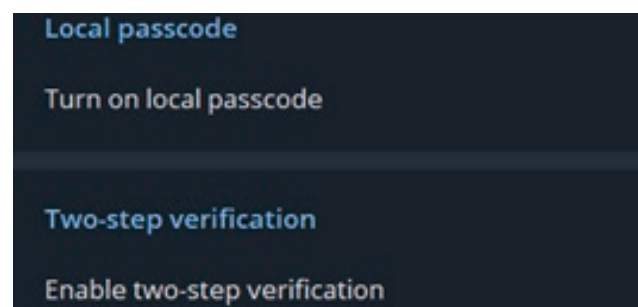 Local passcode
Turn on local passcode
Two-step verification
Enable two-step verification